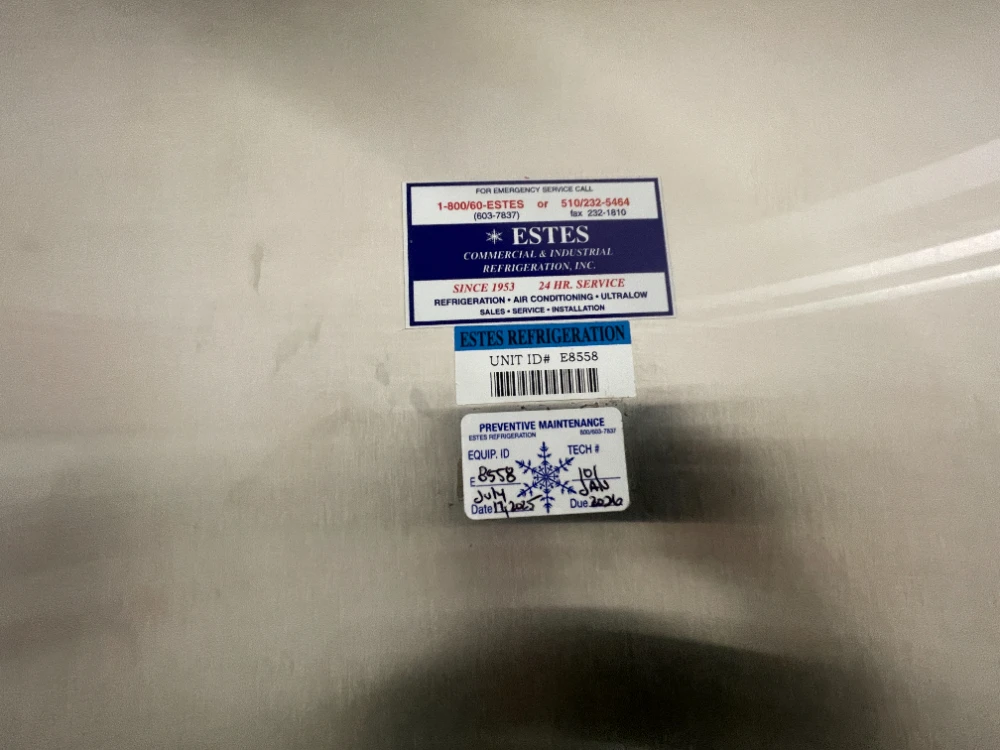 FOR EMERGENCY SERVICE CALL
1-800/60-ESTES or 510/232-5464
(603-7837) fax 232-1810
ESTES
COMMERCIAL & INDUSTRIAL
REFRIGERATION, INC.
SINCE 1953 24 HR. SERVICE
REFRIGERATION • AIR CONDITIONING • ULTRALOW
SALES • SERVICE • INSTALLATION
ESTES REFRIGERATION
UNIT ID# E8558
PREVENTIVE MAINTENANCE
ESTES REFRIGERATION 800/603-7837
EQUIP. ID TECH #
E 8558 101
July JAN
Date 17, 2025 Due 2026